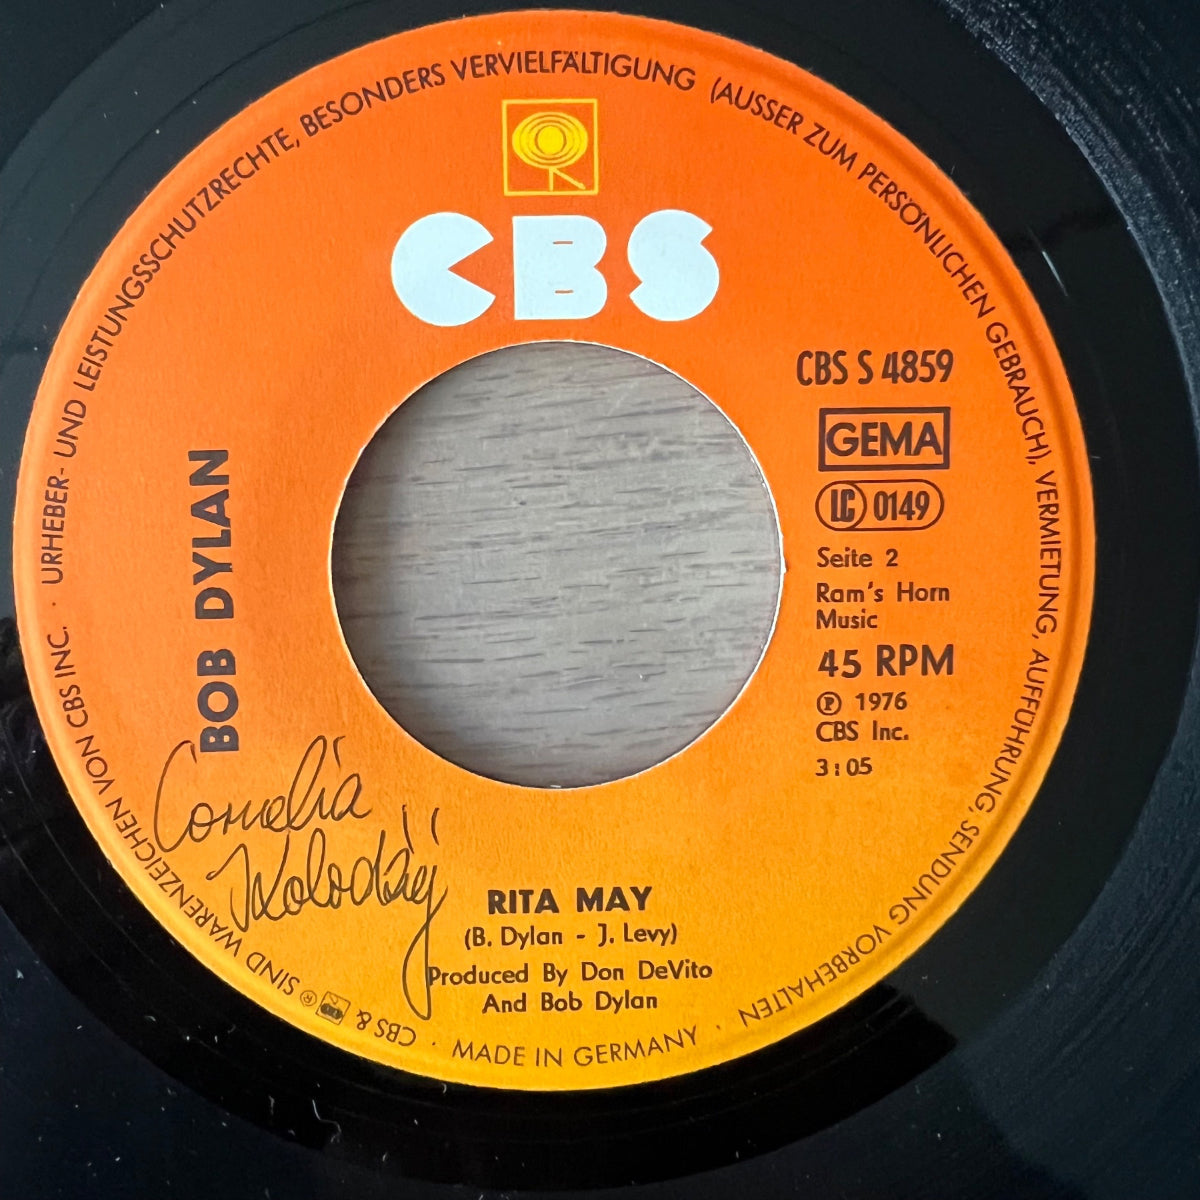 URHEBER- UND LEISTUNGSSCHUTZRECHTE, BESONDERS VERVIELFÄLTIGUNG (AUSSER ZUM PERSÖNLICHEN GEBRAUCH), VERMIETUNG, AUFFÜHRUNG, SENDUNG VORBEHALTEN
CBS
CBS S 4859
GEMA
LC 0149
Seite 2
Ram's Horn
Music
45 RPM
℗ 1976
CBS Inc.
3:05
BOB DYLAN
Cornelia
Kolodziej
RITA MAY
(B. Dylan - J. Levy)
Produced By Don DeVito
And Bob Dylan
· MADE IN GERMANY ·
CBS & ® SIND WARENZEICHEN VON CBS INC. ·